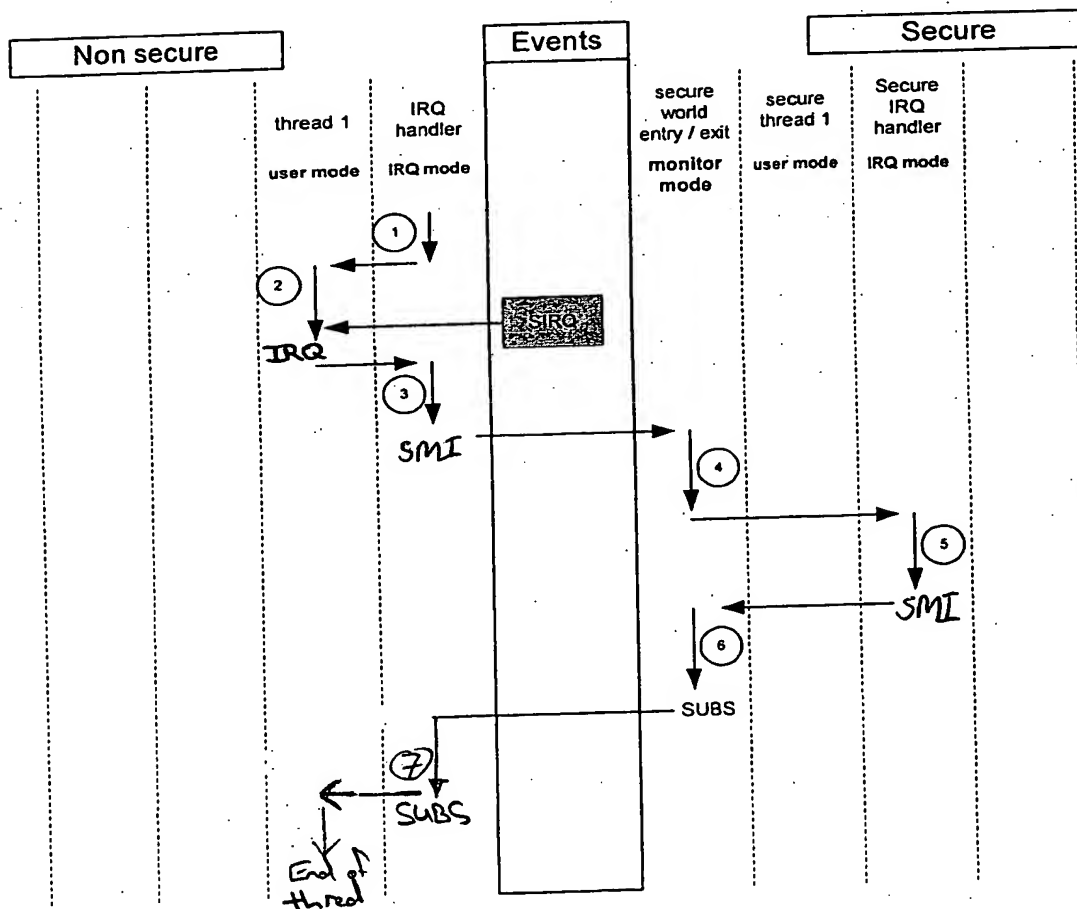 Non secure
Events
Secure
thread 1
user mode
IRQ
handler
IRQ mode
secure
world
entry / exit
monitor
mode
secure
thread 1
user mode
Secure
IRQ
handler
IRQ mode
1
2
SIRQ
IRQ
3
SMI
4
5
SMI
6
SUBS
7
SUBS
End of
thred